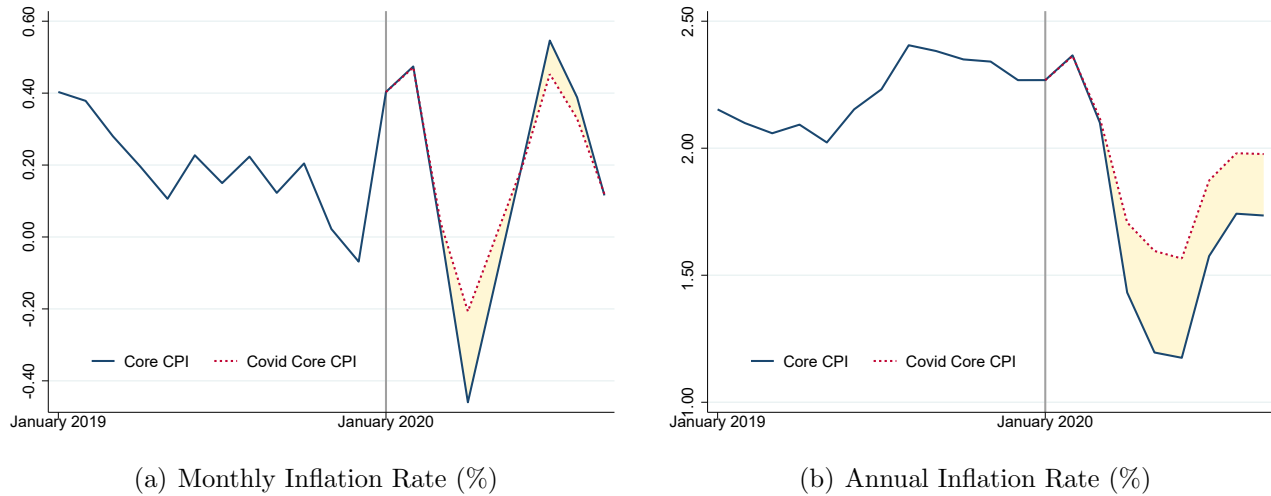 0.60
0.40
0.20
0.00
-0.20
-0.40
Core CPI
Covid Core CPI
January 2019
January 2020
(a) Monthly Inflation Rate (%)
2.50
2.00
1.50
1.00
Core CPI
Covid Core CPI
January 2019
January 2020
(b) Annual Inflation Rate (%)